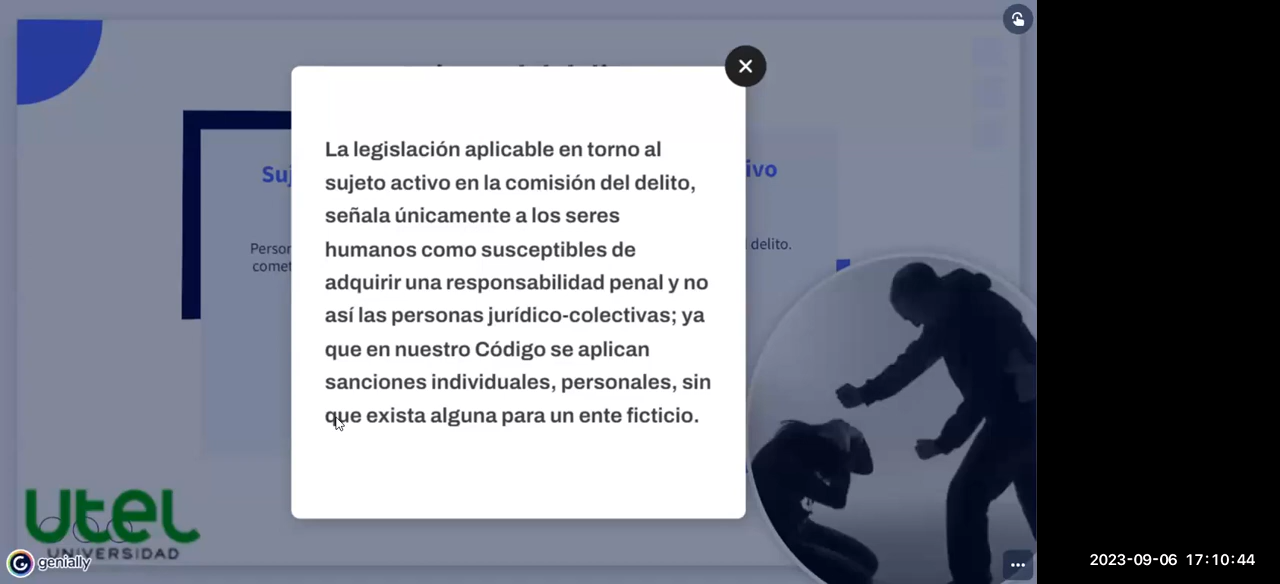 La legislación aplicable en torno al
sujeto activo en la comisión del delito,
señala únicamente a los seres
humanos como susceptibles de
adquirir una responsabilidad penal y no
así las personas jurídico-colectivas; ya
que en nuestro Código se aplican
sanciones individuales, personales, sin
que exista alguna para un ente ficticio.
delito.
utel
UNIVERSIDAD
genially
2023-09-06 17:10:44